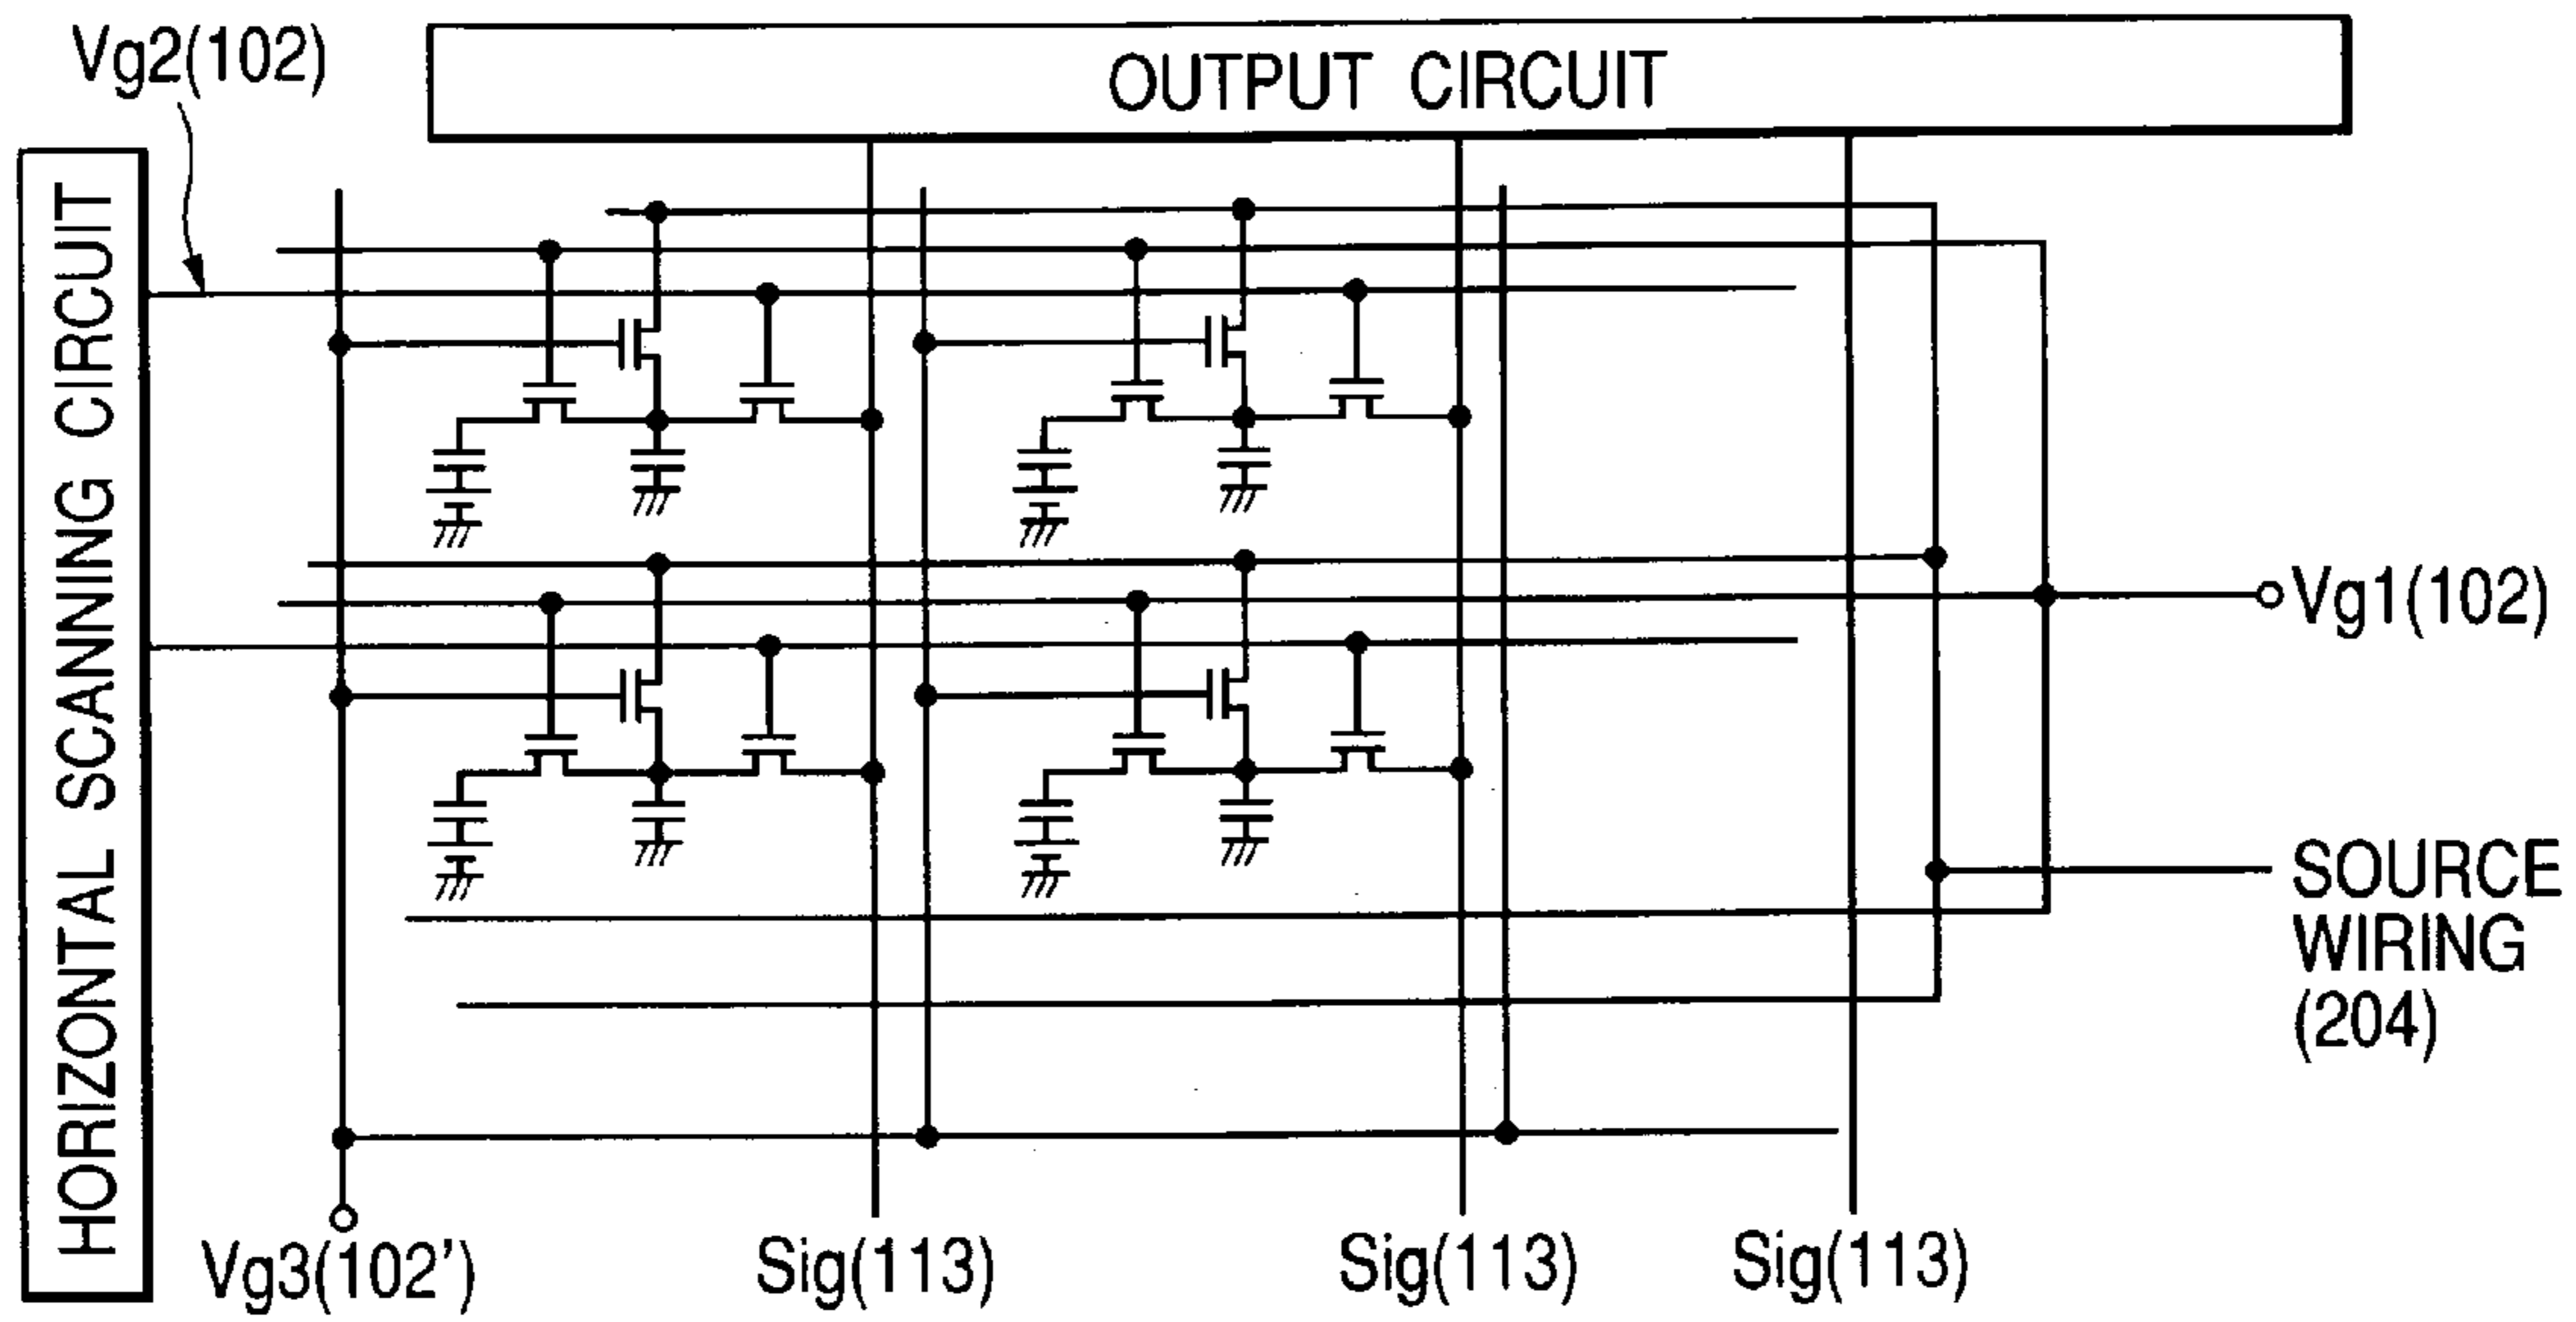 Vg2(102)
OUTPUT CIRCUIT
HORIZONTAL SCANNING CIRCUIT
Vg1(102)
SOURCE
WIRING
(204)
Vg3(102')
Sig(113)
Sig(113)
Sig(113)